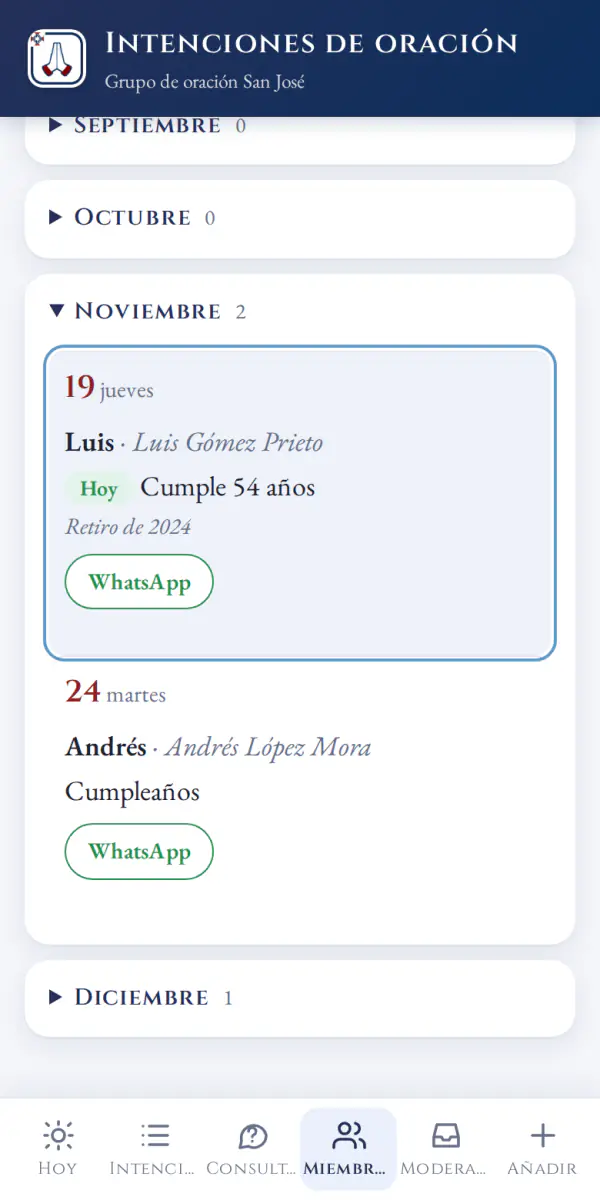 Intenciones de oración
Grupo de oración San José
Septiembre 0
Octubre 0
Noviembre 2
19 jueves
Luis · Luis Gómez Prieto
Hoy Cumple 54 años
Retiro de 2024
WhatsApp
24 martes
Andrés · Andrés López Mora
Cumpleaños
WhatsApp
Diciembre 1
Hoy Intenci... Consult... Miembr... Modera... Añadir